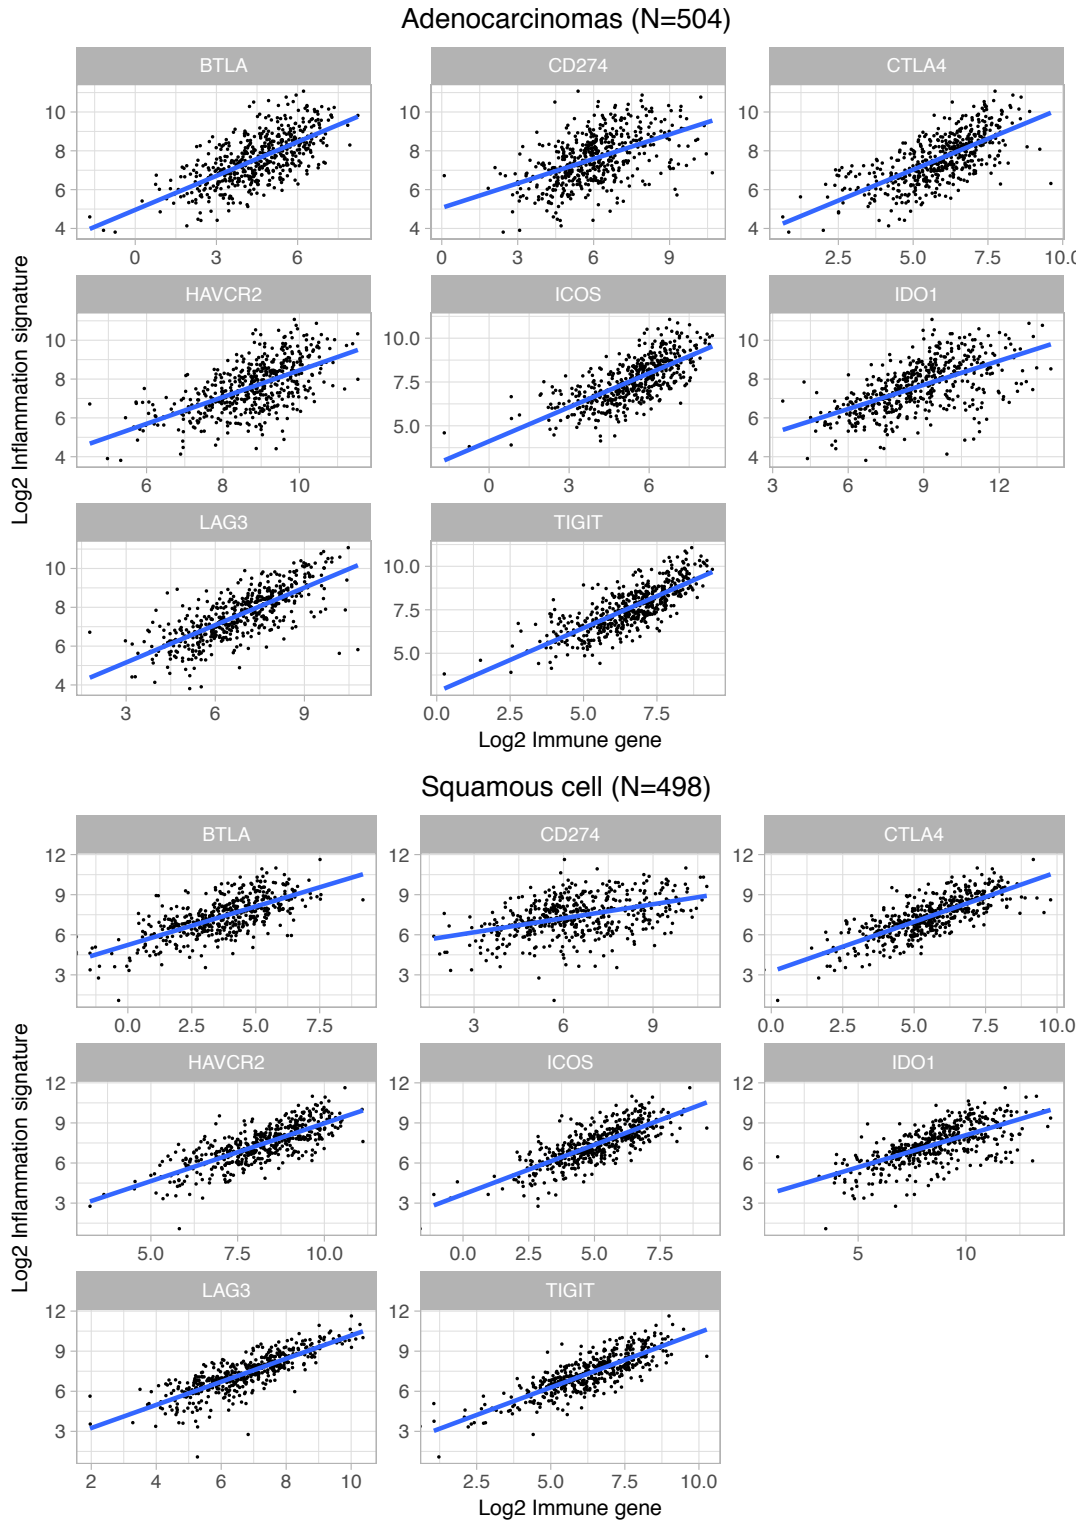 Adenocarcinomas (N=504)
BTLA CD274 CTLA4
10 10 10
8 8 8
6 6 6
4 4 4
0 3 6 0 3 6 9 2.5 5.0 7.5 10.0
HAVCR2 ICOS IDO1
10 10.0 10
8 7.5 8
6 5.0 6
4 4
6 8 10 0 3 6 3 6 9 12
LAG3 TIGIT
10 10.0
8 7.5
6 5.0
4
3 6 9 0.0 2.5 5.0 7.5
Log2 Inflammation signature
Log2 Immune gene
Squamous cell (N=498)
BTLA CD274 CTLA4
12 12 12
9 9 9
6 6 6
3 3 3
0.0 2.5 5.0 7.5 3 6 9 0.0 2.5 5.0 7.5 10.0
HAVCR2 ICOS IDO1
12 12 12
9 9 9
6 6 6
3 3 3
5.0 7.5 10.0 0.0 2.5 5.0 7.5 5 10
LAG3 TIGIT
12 12
9 9
6 6
3 3
2 4 6 8 10 2.5 5.0 7.5 10.0
Log2 Inflammation signature
Log2 Immune gene